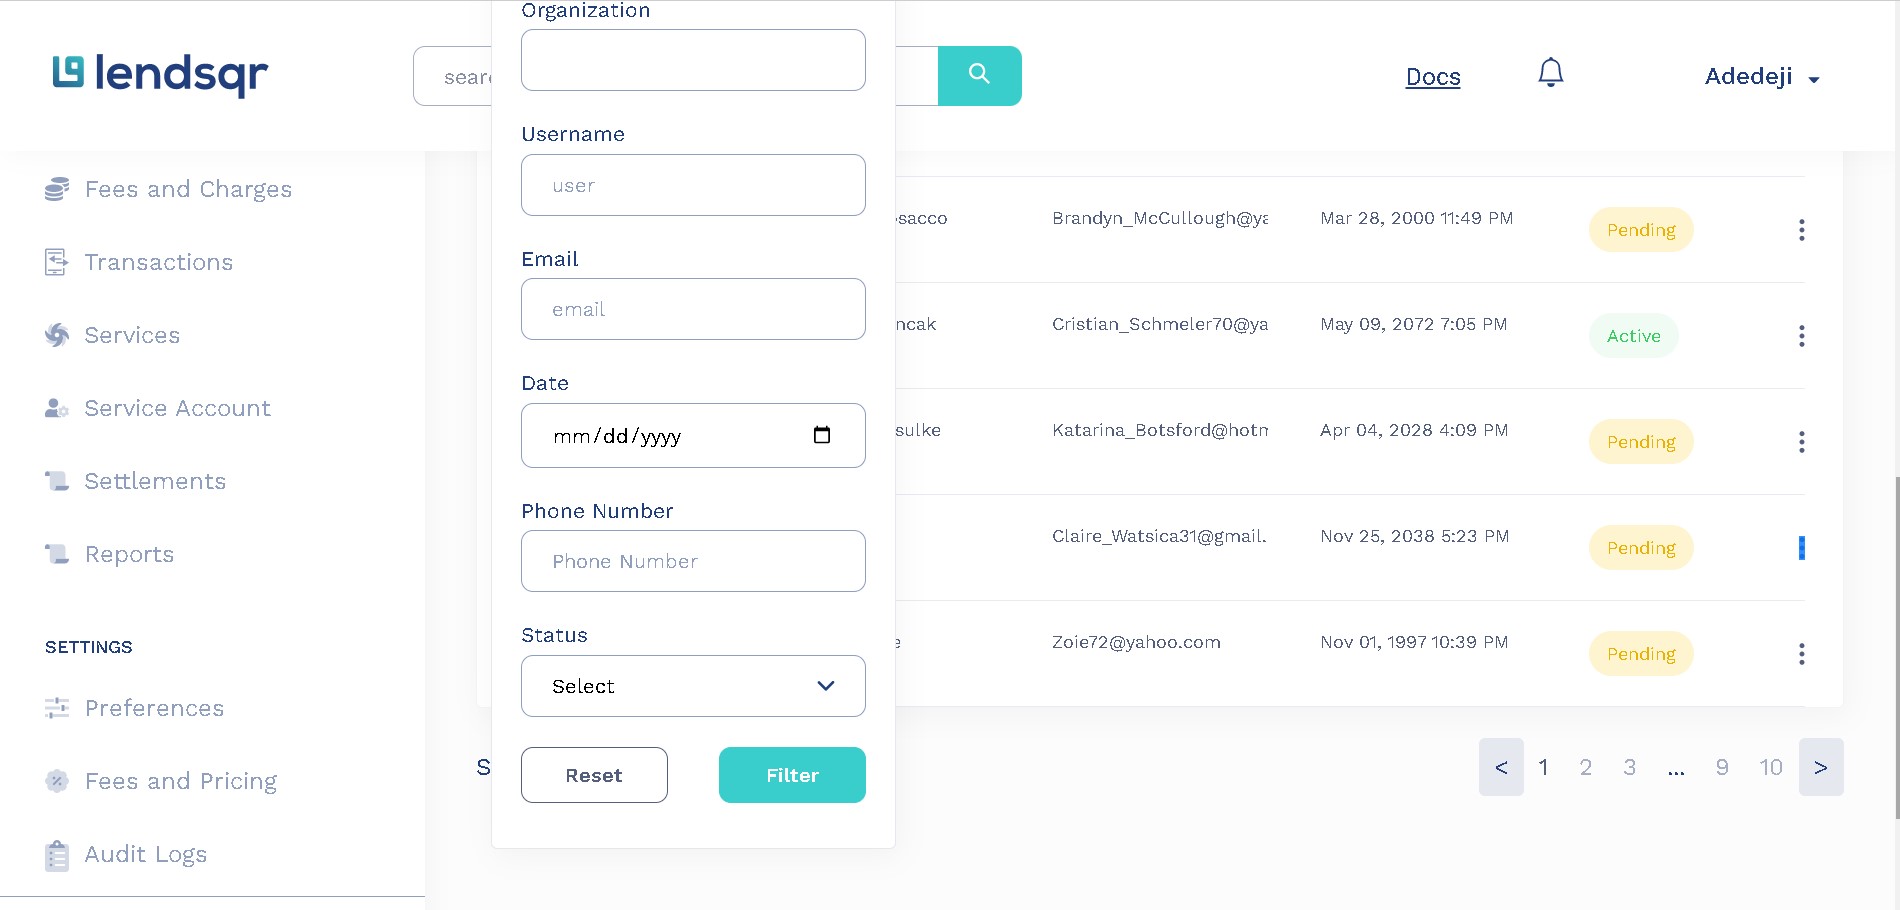 lendsqr
sear
Docs
Adedeji
Fees and Charges
Transactions
Services
Service Account
Settlements
Reports
SETTINGS
Preferences
Fees and Pricing
Audit Logs
Organization
Username
user
Email
email
Date
mm/dd/yyyy
Phone Number
Phone Number
Status
Select
Reset Filter
sacco Brandyn_McCullough@ya Mar 28, 2000 11:49 PM Pending
ncak Cristian_Schmeler70@ya May 09, 2072 7:05 PM Active
sulke Katarina_Botsford@hotm Apr 04, 2028 4:09 PM Pending
Claire_Watsica31@gmail. Nov 25, 2038 5:23 PM Pending
e Zoie72@yahoo.com Nov 01, 1997 10:39 PM Pending
S
< 1 2 3 ... 9 10 >